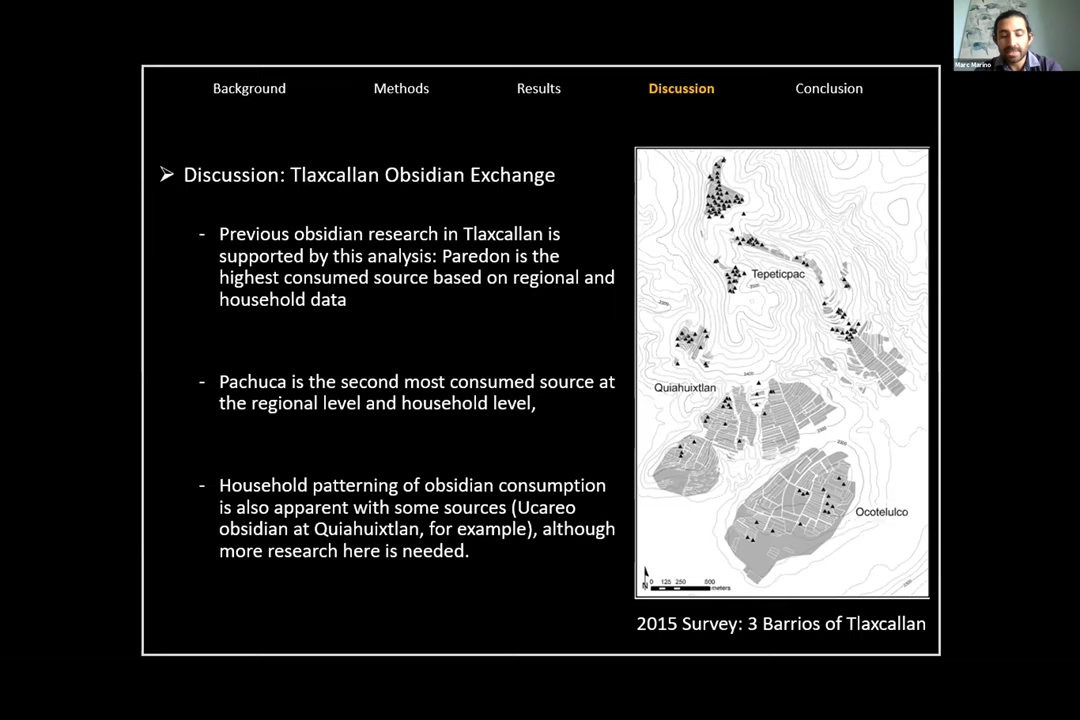 Marc Marino
Background Methods Results Discussion Conclusion
➢ Discussion: Tlaxcallan Obsidian Exchange
- Previous obsidian research in Tlaxcallan is
supported by this analysis: Paredon is the
highest consumed source based on regional and
household data
- Pachuca is the second most consumed source at
the regional level and household level,
- Household patterning of obsidian consumption
is also apparent with some sources (Ucareo
obsidian at Quiahuixtlan, for example), although
more research here is needed.
Tepeticpac
Quiahuixtlan
Ocotelulco
N
0 125 250 500
meters
2015 Survey: 3 Barrios of Tlaxcallan